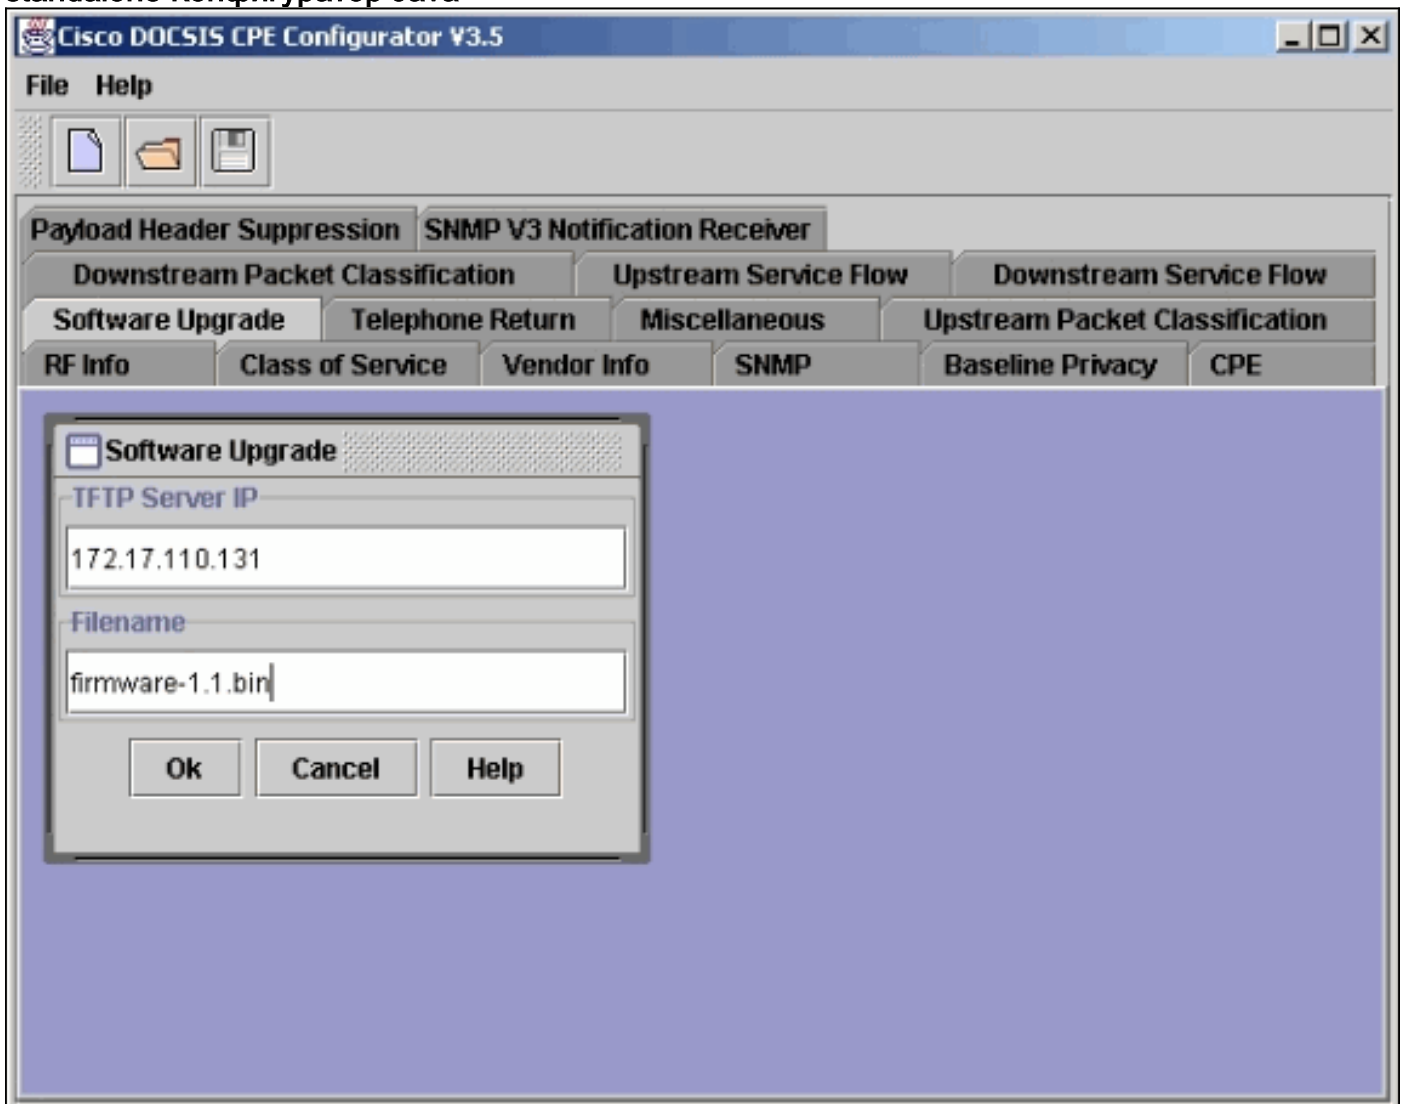 standalone Конфигуратор сата
Cisco DOCSIS CPE Configurator V3.5
File Help
Payload Header Suppression SNMP V3 Notification Receiver
Downstream Packet Classification Upstream Service Flow Downstream Service Flow
Software Upgrade Telephone Return Miscellaneous Upstream Packet Classification
RF Info Class of Service Vendor Info SNMP Baseline Privacy CPE
Software Upgrade
TFTP Server IP
172.17.110.131
Filename
firmware-1.1.bin
Ok Cancel Help